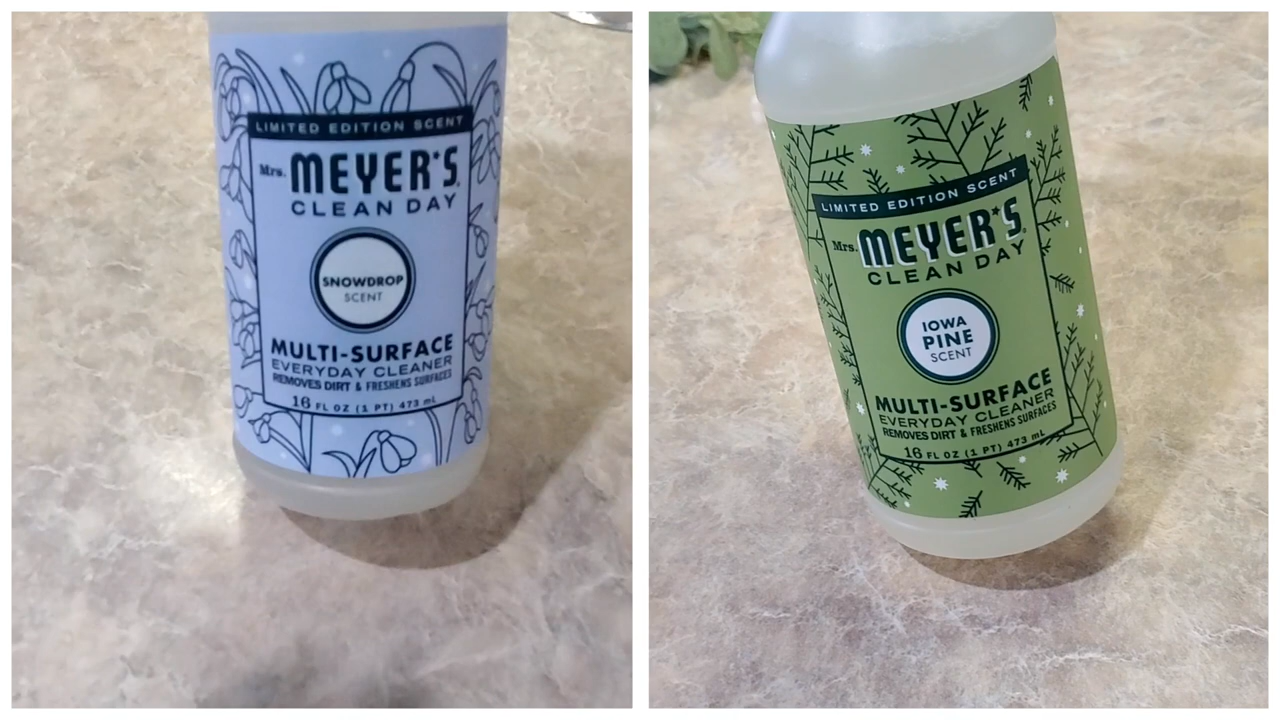 LIMITED EDITION SCENT
Mrs. MEYER'S
CLEAN DAY
SNOWDROP
SCENT
MULTI-SURFACE
EVERYDAY CLEANER
REMOVES DIRT & FRESHENS SURFACES
16 FL OZ (1 PT) 473 mL
LIMITED EDITION SCENT
Mrs. MEYER'S
CLEAN DAY
IOWA
PINE
SCENT
MULTI-SURFACE
EVERYDAY CLEANER
REMOVES DIRT & FRESHENS SURFACES
16 FL OZ (1 PT) 473 mL